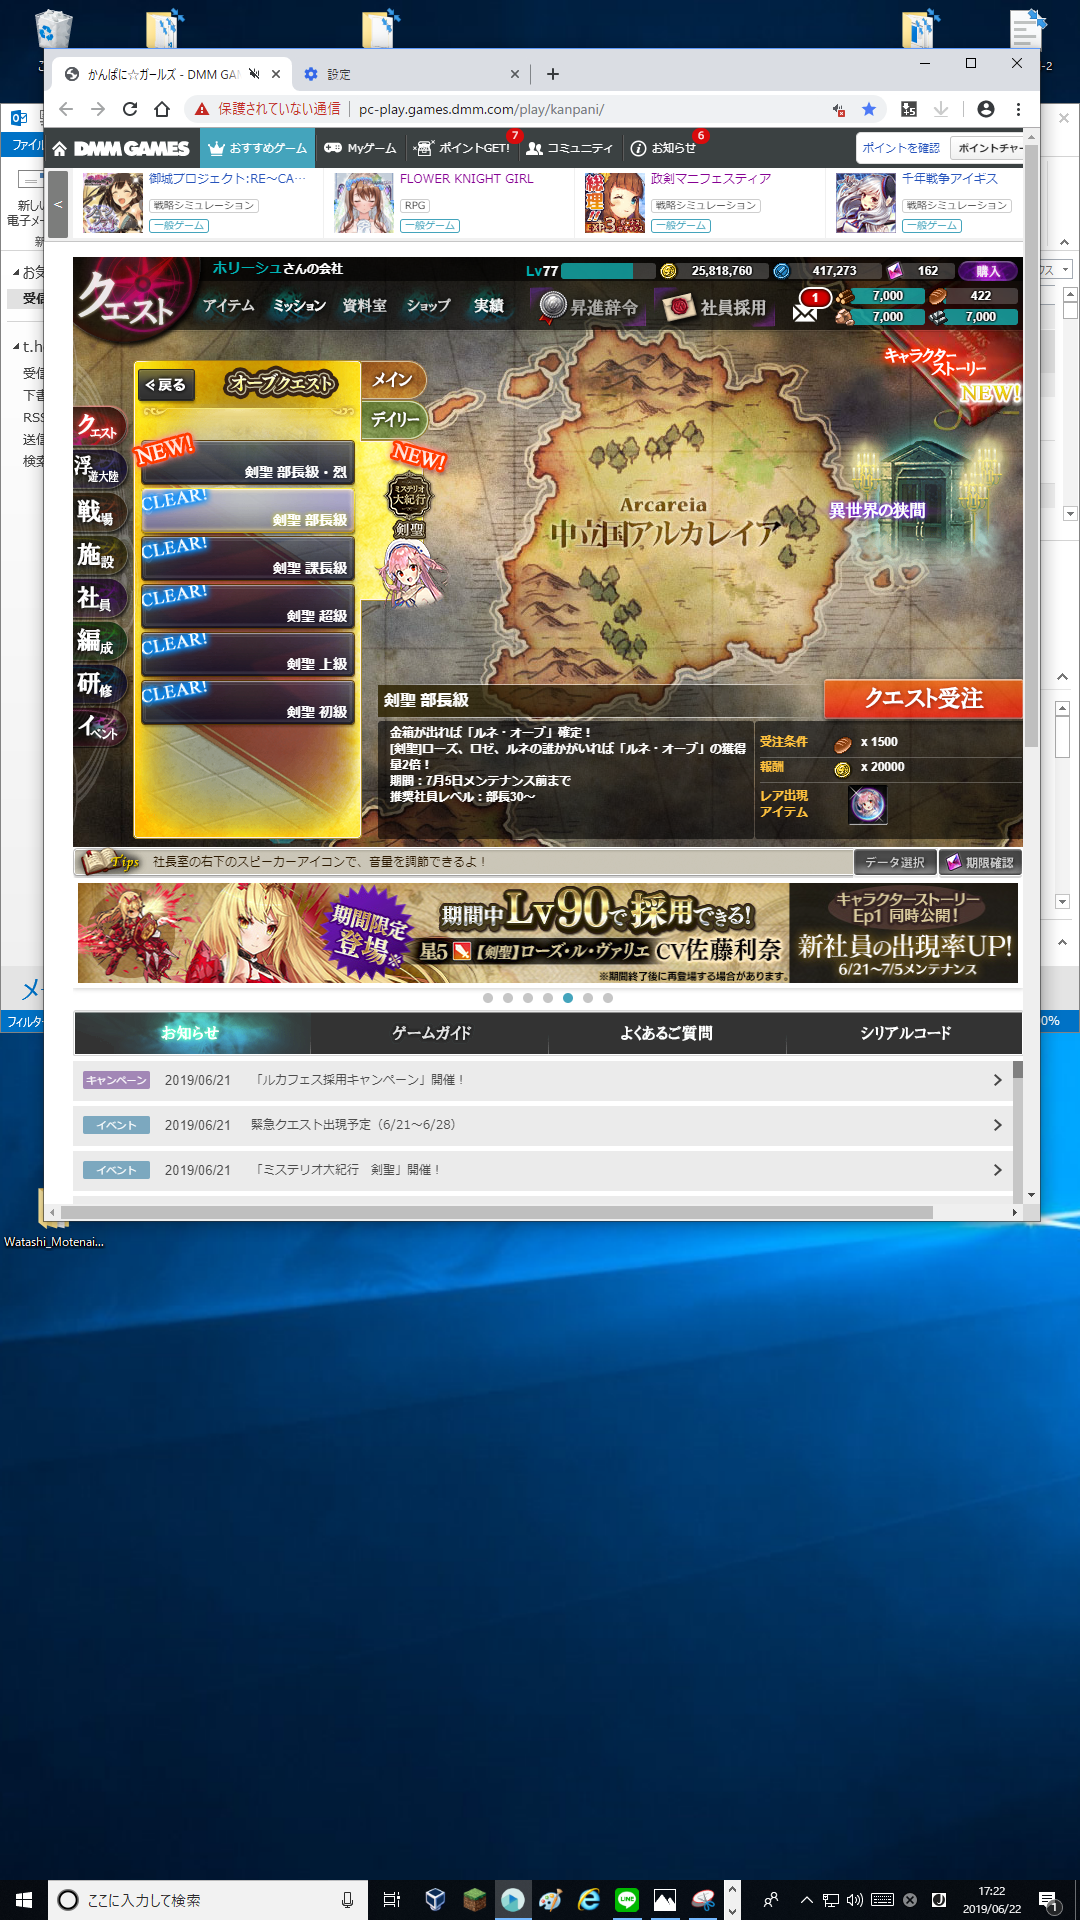 かんぱに☆ガールズ - DMM GA
設定
保護されていない通信
pc-play.games.dmm.com/play/kanpani/
ファイル
DMM GAMES
おすすめゲーム
Myゲーム
ポイントGET!
7
コミュニティ
お知らせ
6
ポイントを確認
ポイントチャー
新し
電子メー
御城プロジェクト:RE～CA…
戦略シミュレーション
一般ゲーム
FLOWER KNIGHT GIRL
RPG
一般ゲーム
政剣マニフェスティア
戦略シミュレーション
一般ゲーム
千年戦争アイギス
戦略シミュレーション
一般ゲーム
クエスト
ホリーシュさんの会社
Lv77
25,818,760
417,273
162
購入
アイテム
ミッション
資料室
ショップ
実績
昇進辞令
社員採用
1
7,000
422
7,000
7,000
キャラクター
ストーリー
NEW!
戻る
オーブクエスト
メイン
デイリー
NEW!
剣聖 部長級・烈
CLEAR!
剣聖 部長級
CLEAR!
剣聖 課長級
CLEAR!
剣聖 超級
CLEAR!
剣聖 上級
CLEAR!
剣聖 初級
NEW!
ミステリオ
大紀行
剣聖
クエスト
浮遊大陸
戦場
施設
社員
編成
研修
イベント
Arcareia
中立国アルカレイア
異世界の狭間
剣聖 部長級
クエスト受注
金箱が出れば「ルネ・オーブ」確定！
[剣聖]ローズ、ロゼ、ルネの誰かがいれば「ルネ・オーブ」の獲得
量2倍！
期間：7月5日メンテナンス前まで
推奨社員レベル：部長30～
受注条件
x 1500
報酬
x 20000
レア出現
アイテム
Tips
社長室の右下のスピーカーアイコンで、音量を調節できるよ！
データ選択
期限確認
期間限定
登場※
期間中Lv90で採用できる!
星5【剣聖】ローズ・ル・ヴァリエ CV佐藤利奈
※期間終了後に再登場する場合があります。
キャラクターストーリー
Ep1 同時公開！
新社員の出現率UP!
6/21～7/5メンテナンス
お知らせ
ゲームガイド
よくあるご質問
シリアルコード
キャンペーン
2019/06/21
「ルカフェス採用キャンペーン」開催！
イベント
2019/06/21
緊急クエスト出現予定（6/21～6/28）
イベント
2019/06/21
「ミステリオ大紀行　剣聖」開催！
Watashi_Motenai...
ここに入力して検索
17:22
2019/06/22
1